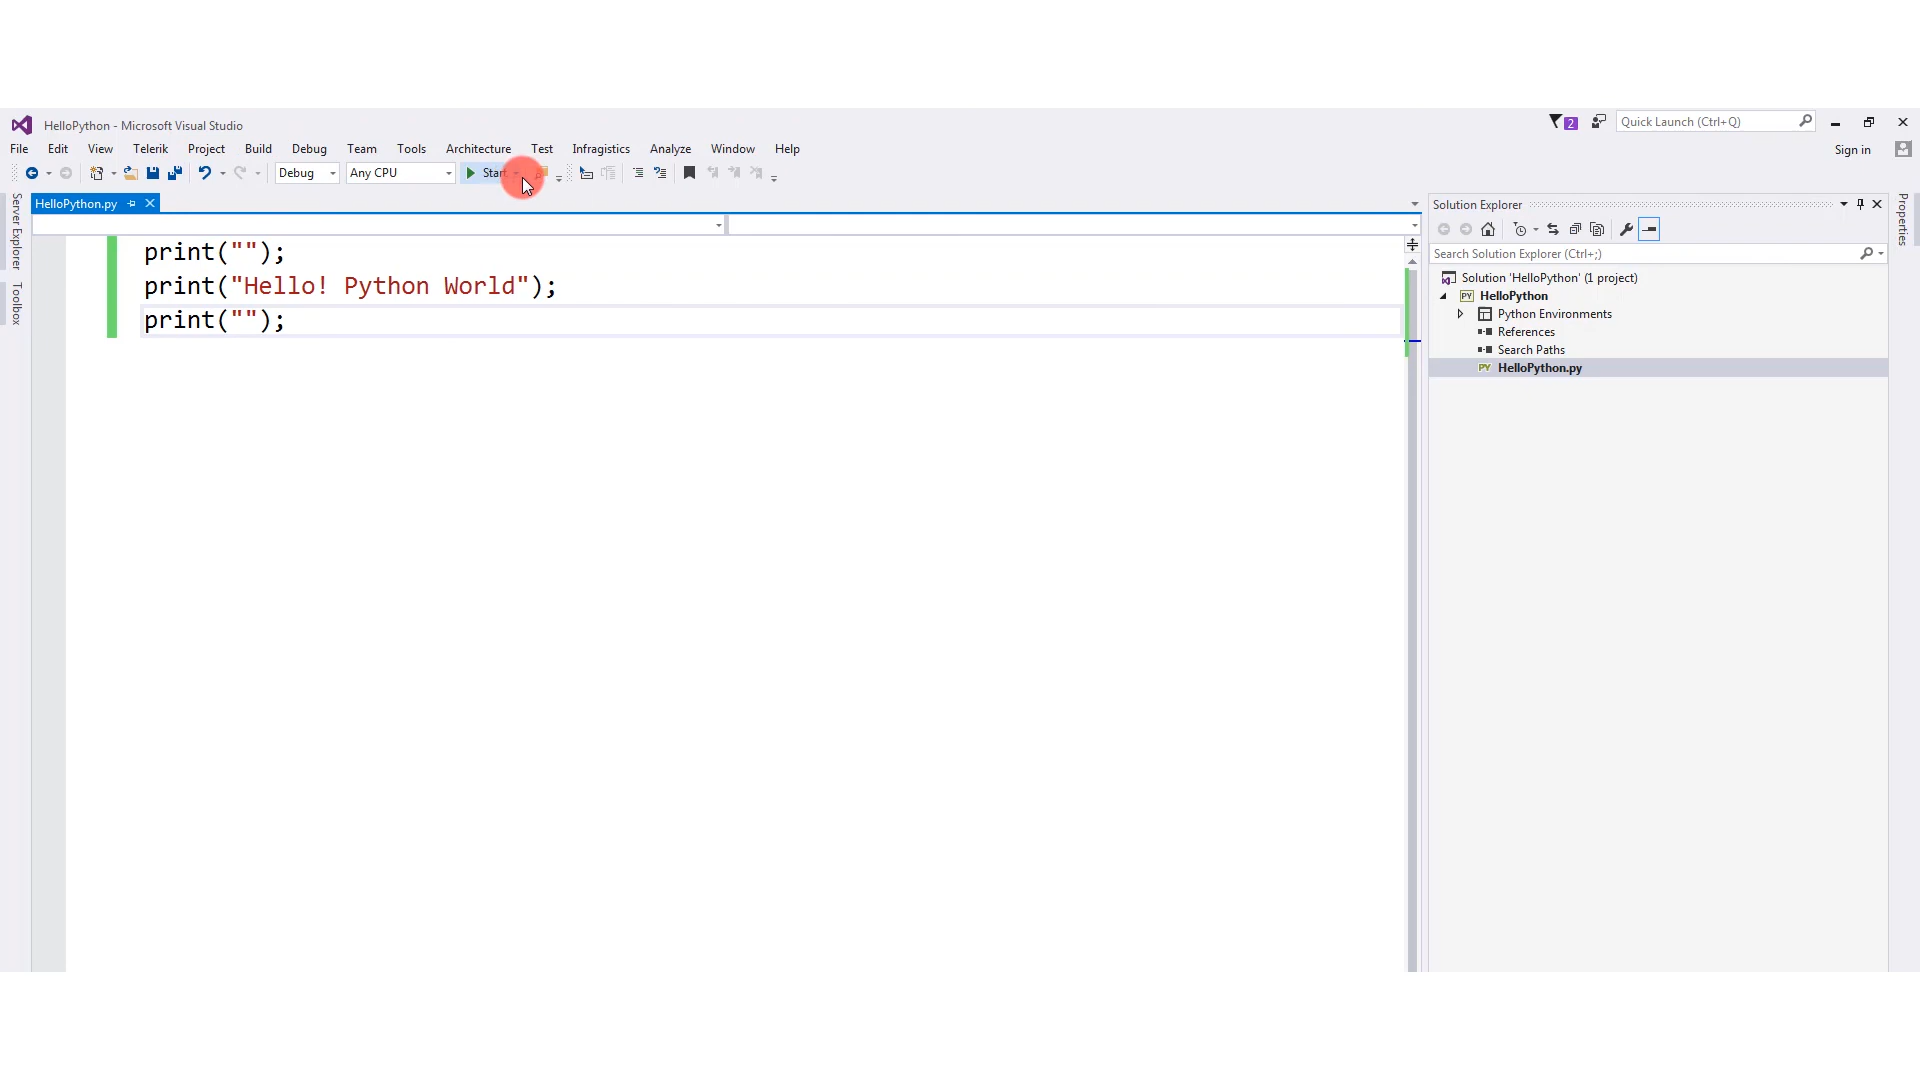 HelloPython - Microsoft Visual Studio
2
Quick Launch (Ctrl+Q)
File Edit View Telerik Project Build Debug Team Tools Architecture Test Infragistics Analyze Window Help
Sign in
Debug Any CPU Start
Server Explorer
Toolbox
HelloPython.py
print("");
print("Hello! Python World");
print("");
Solution Explorer
Search Solution Explorer (Ctrl+;)
Solution 'HelloPython' (1 project)
PY HelloPython
Python Environments
References
Search Paths
PY HelloPython.py
Properties